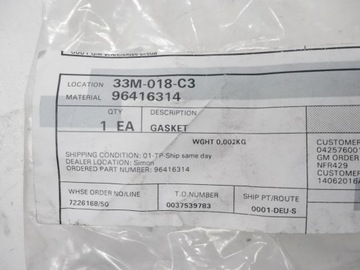 LOCATION 33M-018-C3
MATERIAL 96416314
QTY
1 EA GASKET
WGHT 0.002KG
SHIPPING CONDITION: 01-TP-Ship same day
DEALER LOCATION: Simon
ORDERED PART NUMBER: 96416314
CUSTOMER
04257600
GM ORDER
NFR429
CUSTOMER
14062016
WHSE ORDER NO/LINE
7226168/50
T.O.NUMBER
0037539783
SHIP PT/ROUTE
0001-DEU-S